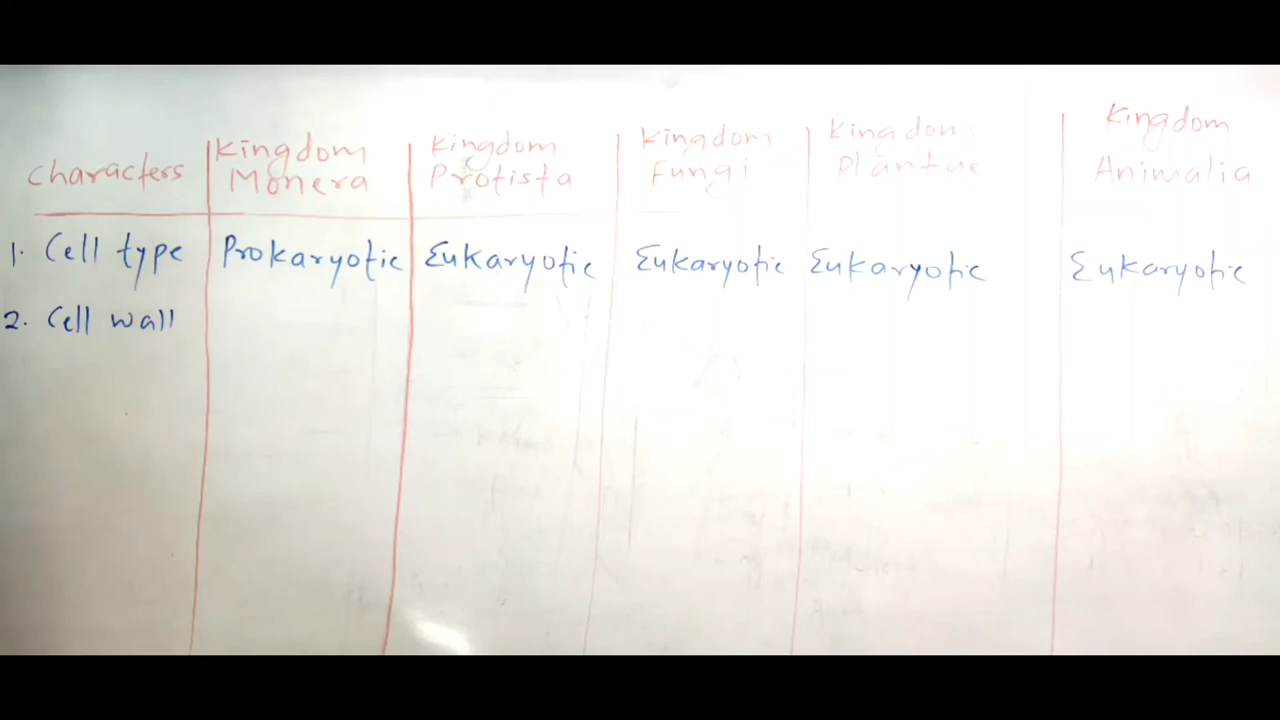 Characters
Kingdom
Monera
Kingdom
Protista
Kingdom
Fungi
Kingdom
Plantae
Kingdom
Animalia
1. Cell type
Prokaryotic
Eukaryotic
Eukaryotic
Eukaryotic
Eukaryotic
2. Cell wall